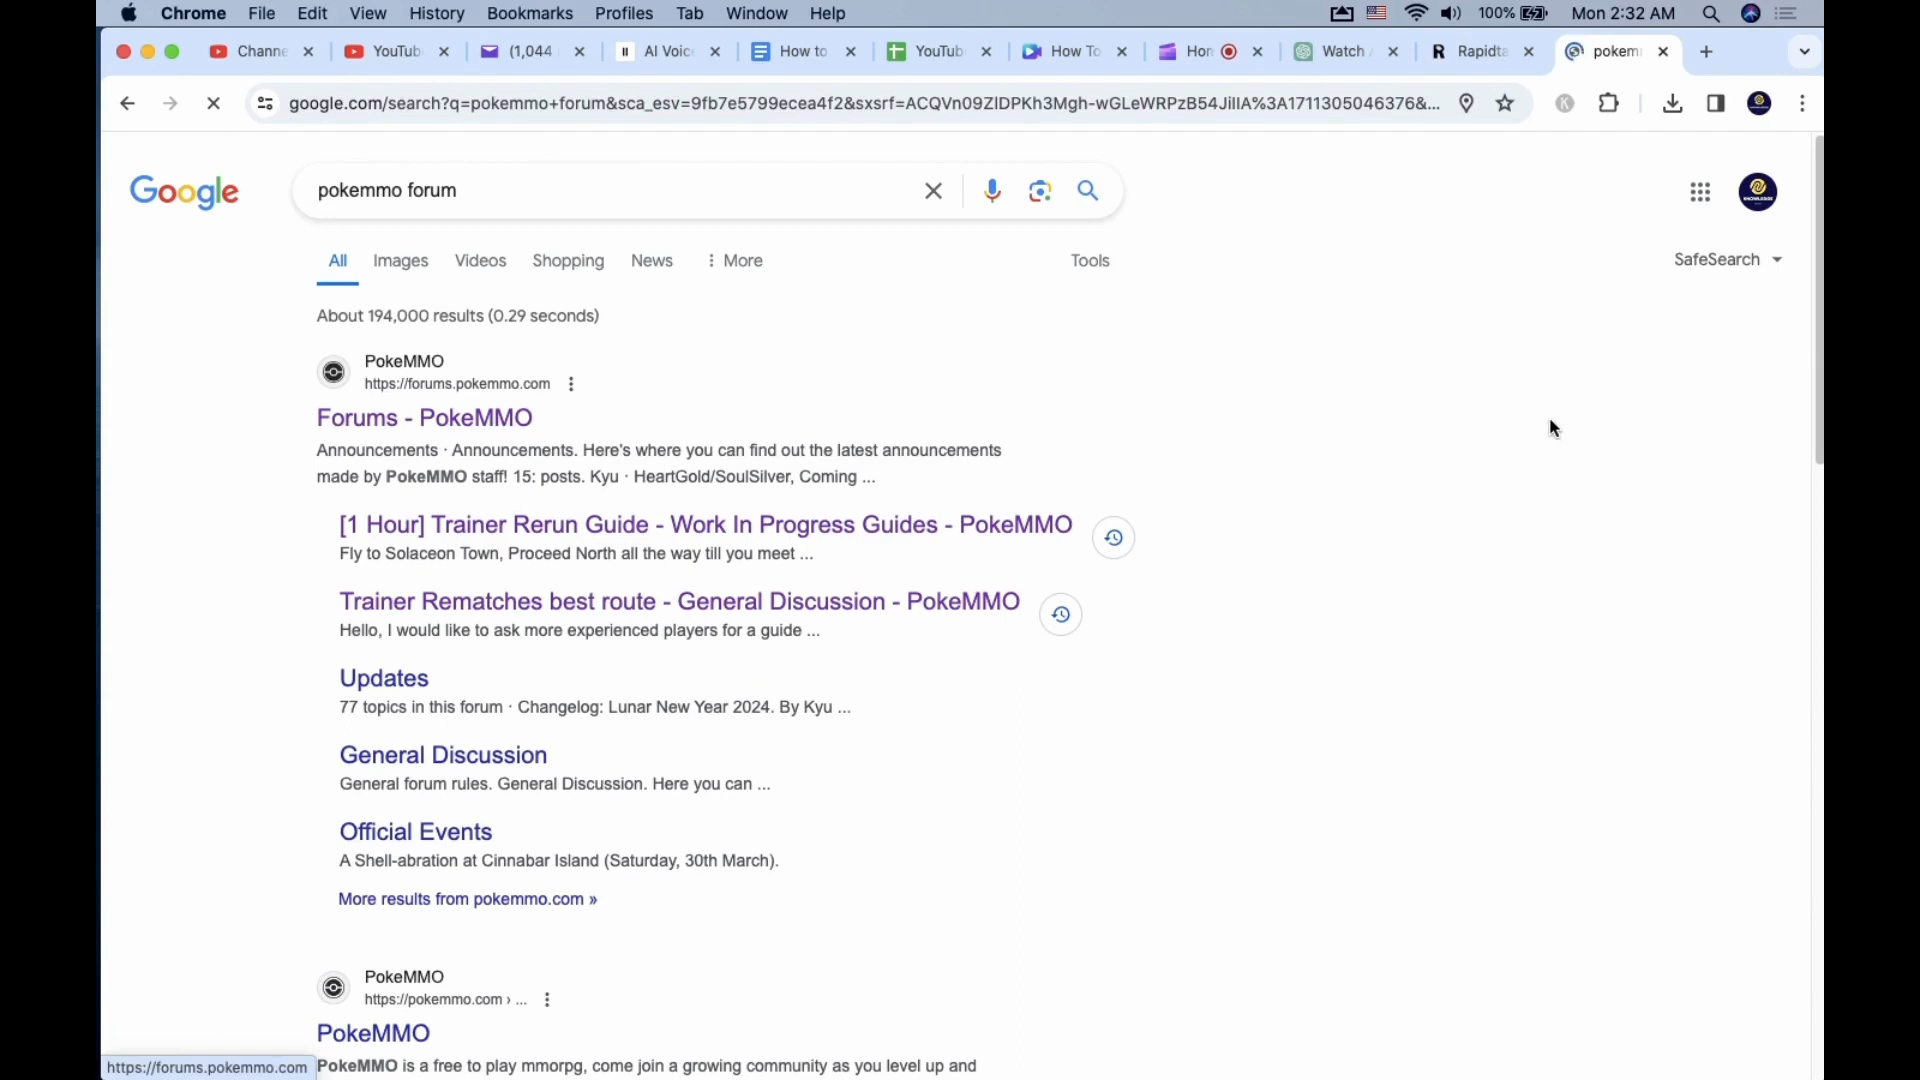 Chrome File Edit View History Bookmarks Profiles Tab Window Help 100% Mon 2:32 AM
Channe YouTub (1,044 AI Voic How to YouTub How To Hom Watch Rapidta pokem
google.com/search?q=pokemmo+forum&sca_esv=9fb7e5799ecea4f2&sxsrf=ACQVn09ZIDPKh3Mgh-wGLeWRPzB54JiIlA%3A1711305046376&...
Google
pokemmo forum
All Images Videos Shopping News More Tools SafeSearch
About 194,000 results (0.29 seconds)
PokeMMO
https://forums.pokemmo.com
Forums - PokeMMO
Announcements · Announcements. Here's where you can find out the latest announcements
made by PokeMMO staff! 15: posts. Kyu · HeartGold/SoulSilver, Coming ...
[1 Hour] Trainer Rerun Guide - Work In Progress Guides - PokeMMO
Fly to Solaceon Town, Proceed North all the way till you meet ...
Trainer Rematches best route - General Discussion - PokeMMO
Hello, I would like to ask more experienced players for a guide ...
Updates
77 topics in this forum · Changelog: Lunar New Year 2024. By Kyu ...
General Discussion
General forum rules. General Discussion. Here you can ...
Official Events
A Shell-abration at Cinnabar Island (Saturday, 30th March).
More results from pokemmo.com »
PokeMMO
https://pokemmo.com › ...
PokeMMO
PokeMMO is a free to play mmorpg, come join a growing community as you level up and
https://forums.pokemmo.com